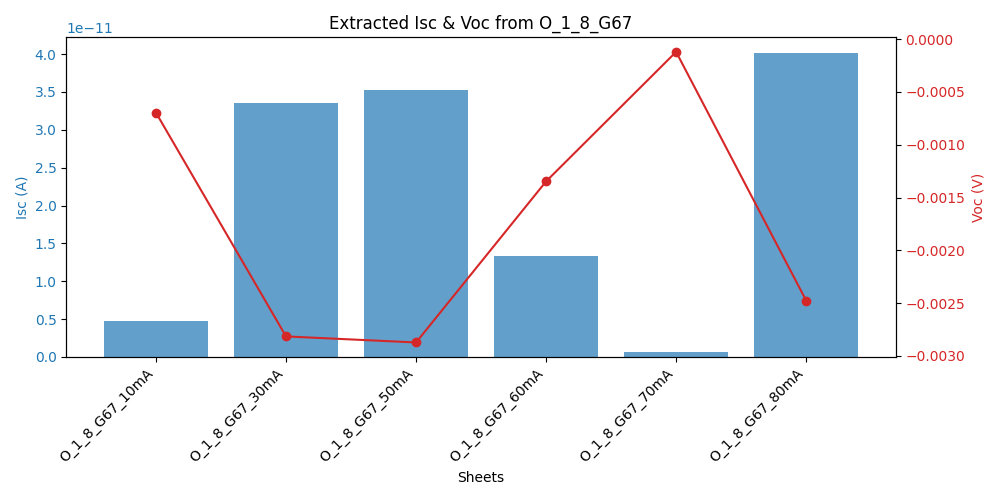 Extracted Isc & Voc from O_1_8_G67
1e−11
4.0
3.5
3.0
2.5
2.0
1.5
1.0
0.5
0.0
Isc (A)
0.0000
−0.0005
−0.0010
−0.0015
−0.0020
−0.0025
−0.0030
Voc (V)
O_1_8_G67_10mA
O_1_8_G67_30mA
O_1_8_G67_50mA
O_1_8_G67_60mA
O_1_8_G67_70mA
O_1_8_G67_80mA
Sheets